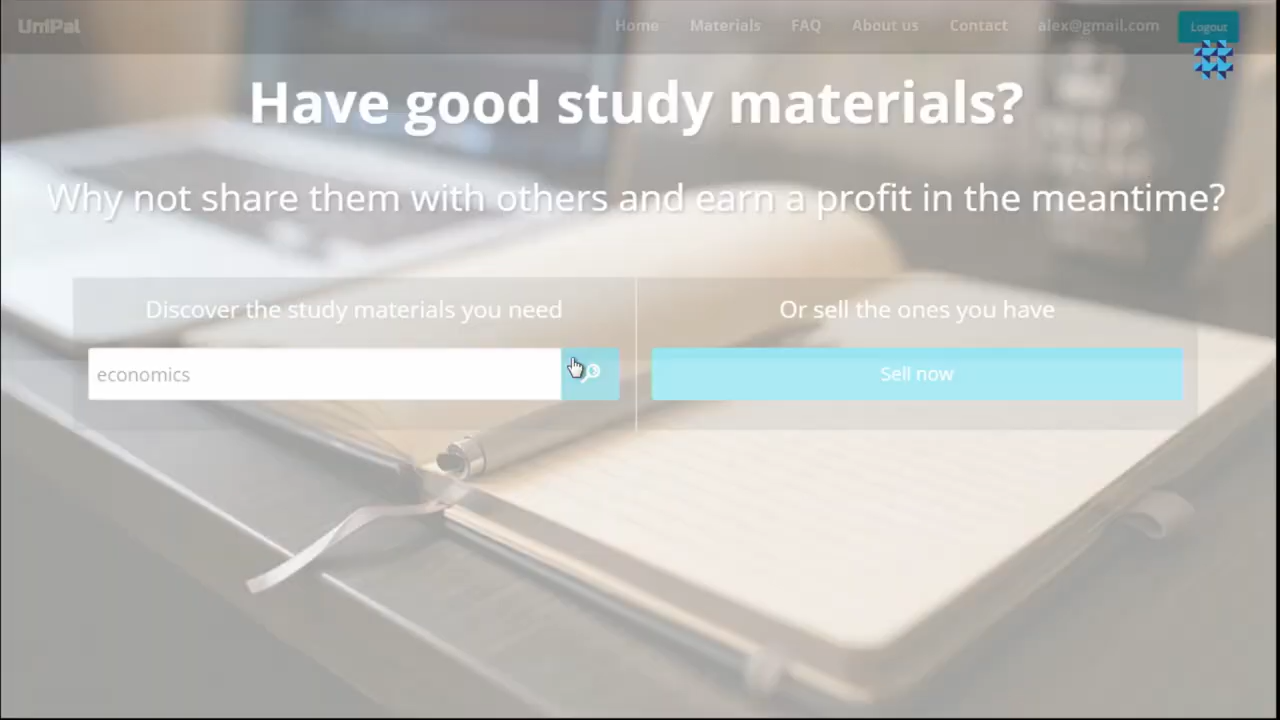 UniPal
Home Materials FAQ About us Contact alex@gmail.com Logout
Have good study materials?
Why not share them with others and earn a profit in the meantime?
Discover the study materials you need
Or sell the ones you have
economics
Sell now